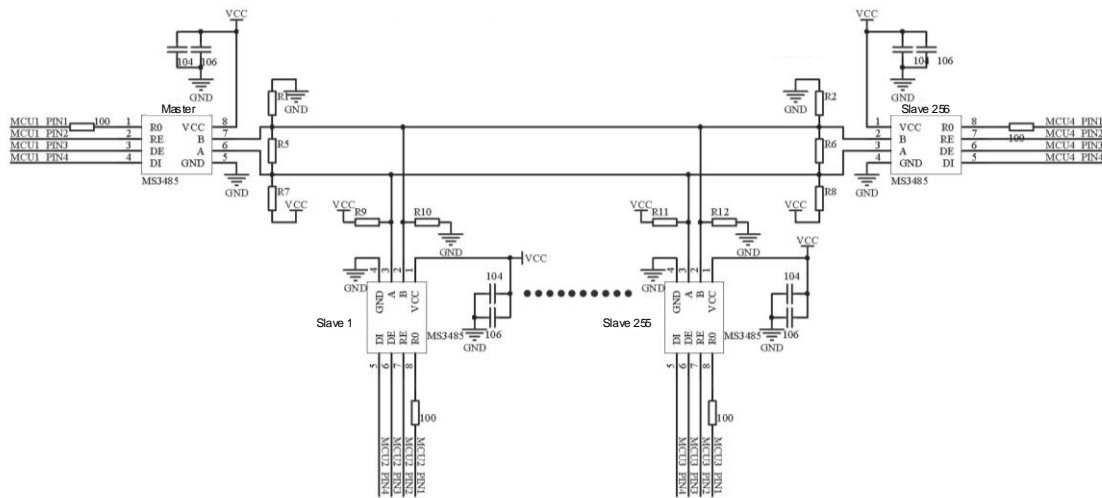 VCC
104 106
GND
R1
GND
Master
MCU1_PIN1 100 1 R0 VCC 8
MCU1_PIN2 2 RE B 7
MCU1_PIN3 3 DE A 6
MCU1_PIN4 4 DI GND 5
MS3485
GND
R5
R7
VCC
VCC
104 106
GND
R2
GND
Slave 256
1 VCC R0 8 100 MCU4_PIN1
2 B RE 7 MCU4_PIN2
3 A DE 6 MCU4_PIN3
4 GND DI 5 MCU4_PIN4
MS3485
GND
R6
R8
VCC
VCC R9 R10
GND
GND 4 3 2 1
GND A B VCC
Slave 1
MS3485
DI DE RE R0
5 6 7 8
VCC
104
106
GND
100
MCU2_PIN4 MCU2_PIN3 MCU2_PIN2 MCU2_PIN1
VCC R11 R12
GND
GND 4 3 2 1
GND A B VCC
Slave 255
MS3485
DI DE RE R0
5 6 7 8
VCC
104
106
GND
100
MCU3_PIN4 MCU3_PIN3 MCU3_PIN2 MCU3_PIN1